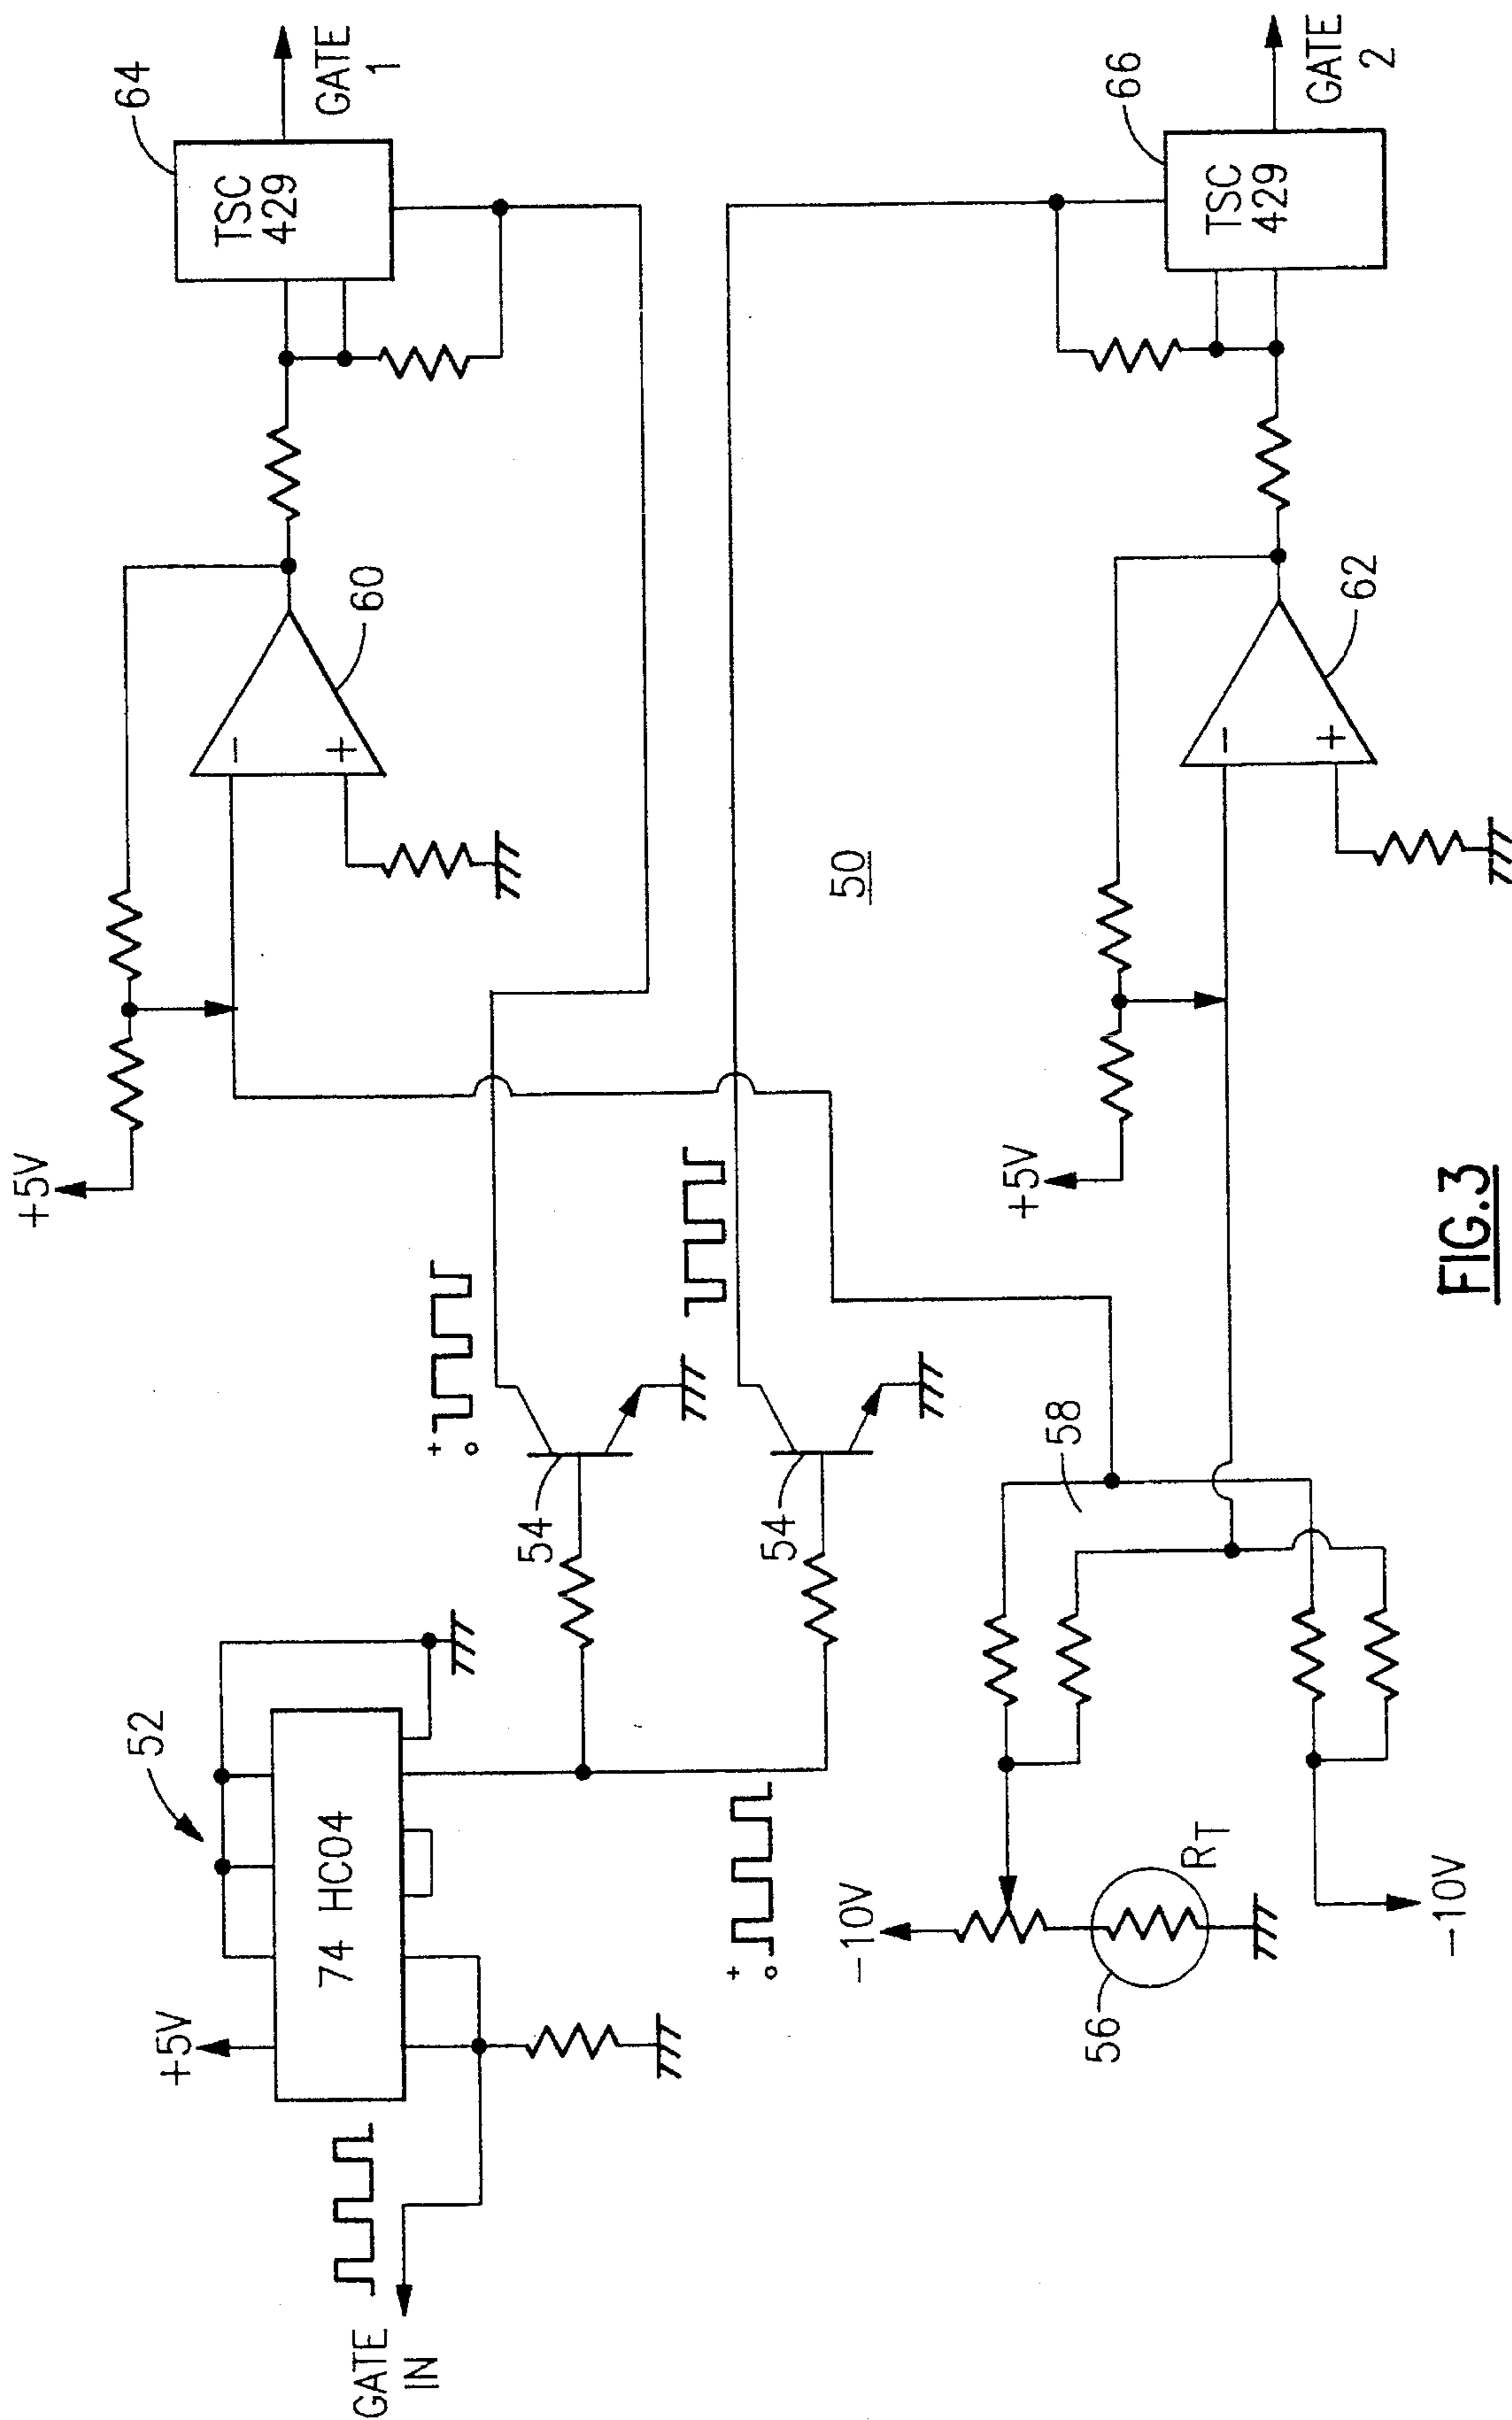 GATE
IN
+5V
52
74 HC04
+
o
54
+
o
54
+5V
60
TSC
429
64
GATE
1
50
-10V
56
RT
58
-10V
+5V
62
TSC
429
66
GATE
2
-
+
-
+
FIG.3